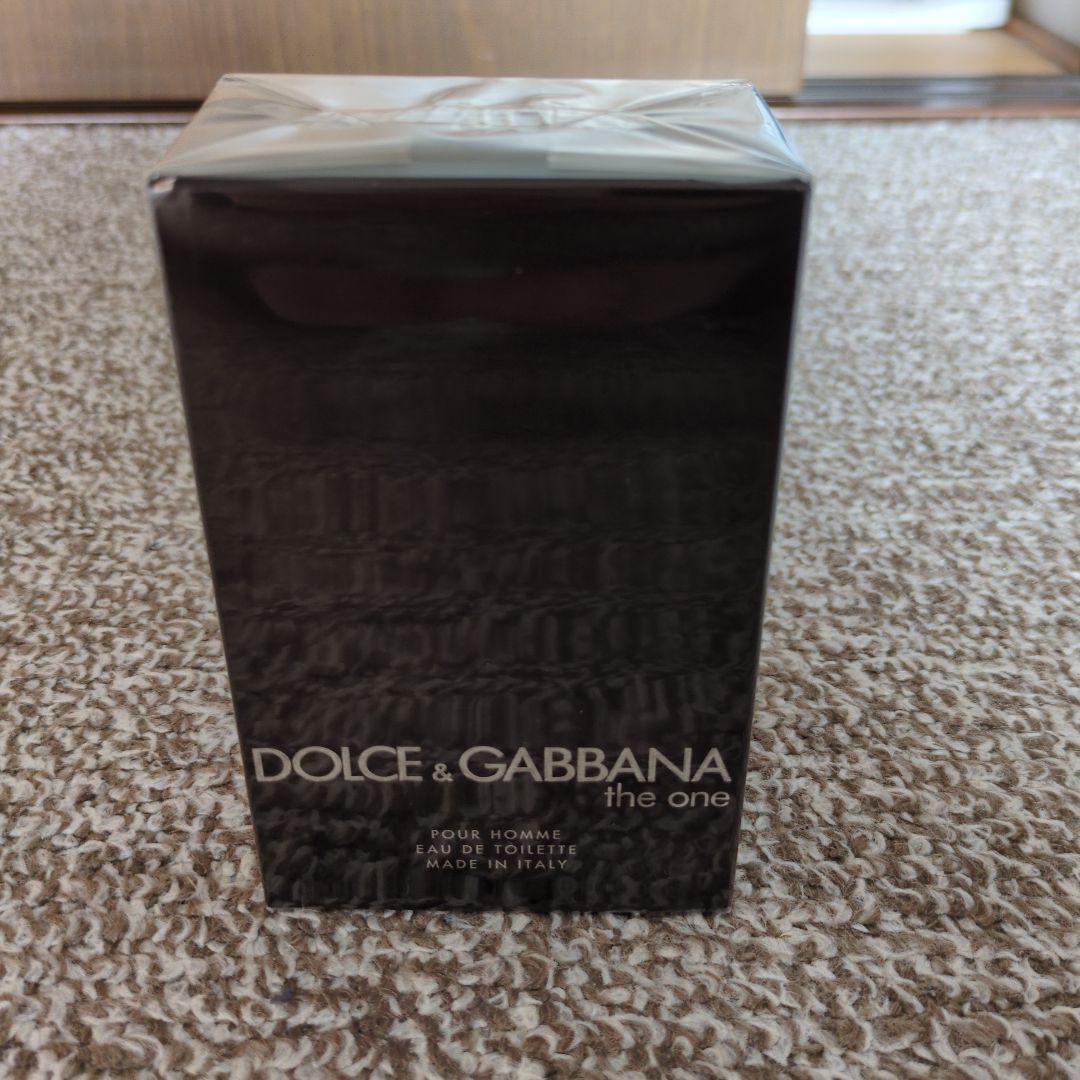 DOLCE & GABBANA
the one
POUR HOMME
EAU DE TOILETTE
MADE IN ITALY